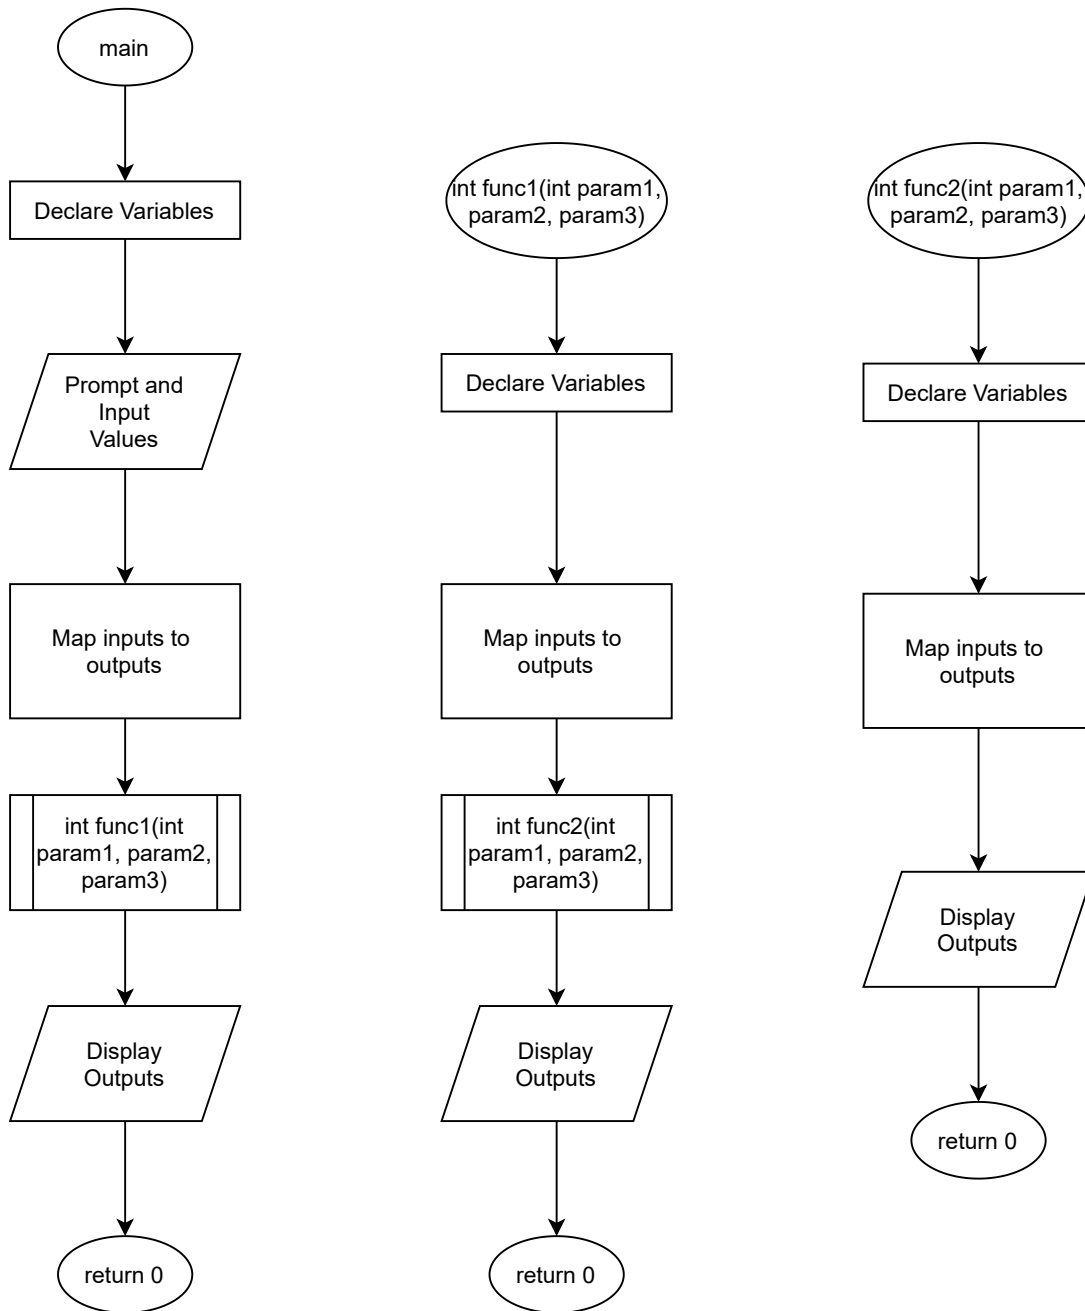 main
Declare Variables
Prompt and
Input
Values
Map inputs to
outputs
int func1(int
param1, param2,
param3)
Display
Outputs
return 0
int func1(int param1,
param2, param3)
Declare Variables
Map inputs to
outputs
int func2(int
param1, param2,
param3)
Display
Outputs
return 0
int func2(int param1,
param2, param3)
Declare Variables
Map inputs to
outputs
Display
Outputs
return 0